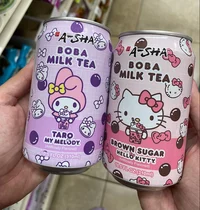 A-SHA
BOBA
MILK TEA
TARO
MY MELODY
A-SHA
BOBA
MILK TEA
BROWN SUGAR
HELLO KITTY